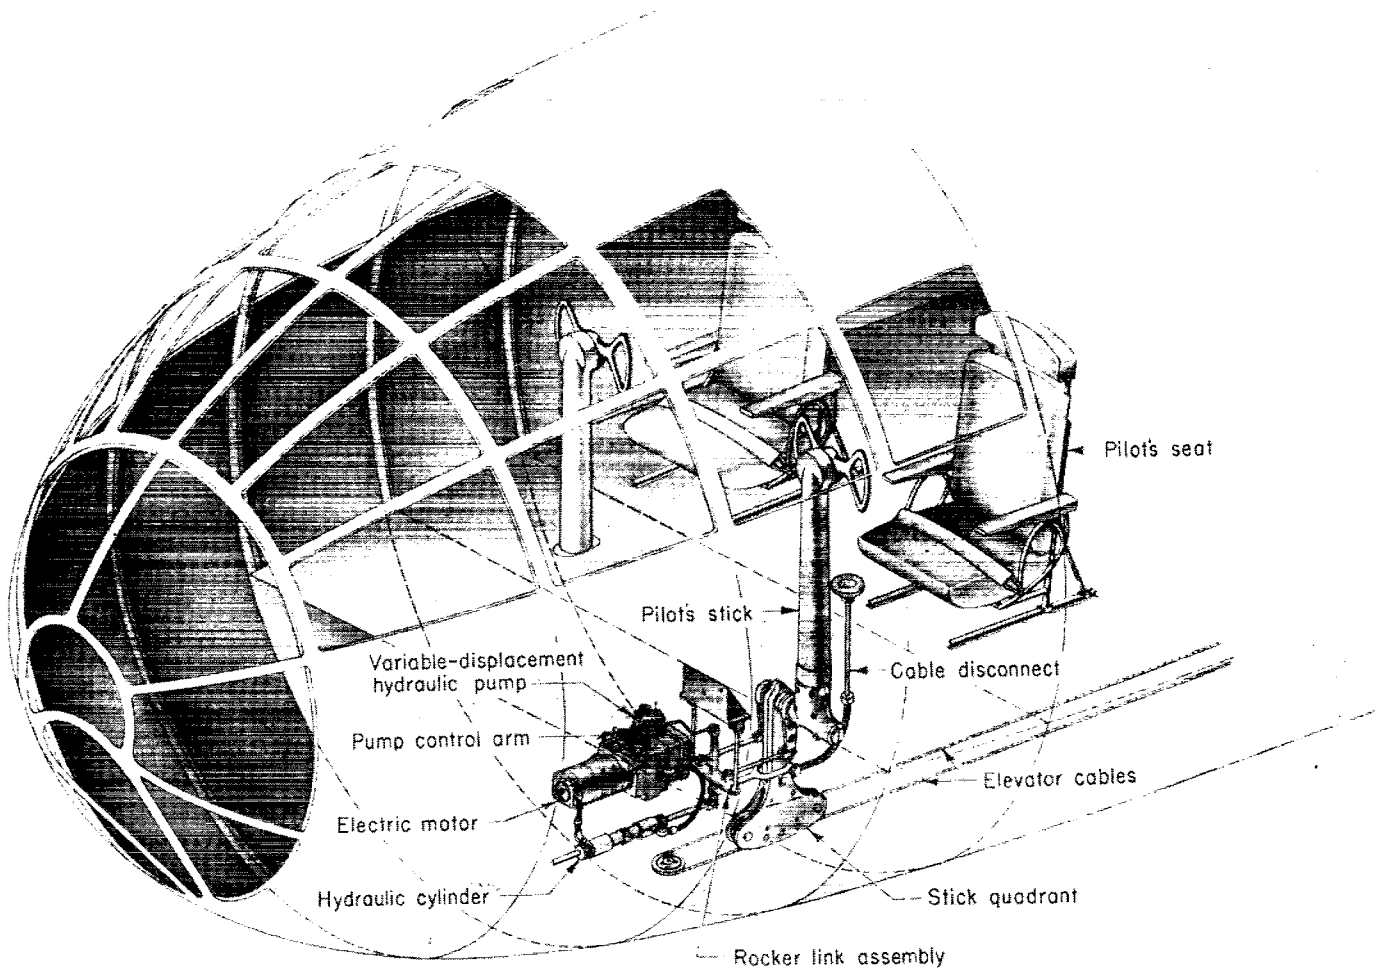 Pilot's seat
Pilot's stick
Variable-displacement
hydraulic pump
Cable disconnect
Pump control arm
Elevator cables
Electric motor
Hydraulic cylinder
Stick quadrant
Rocker link assembly